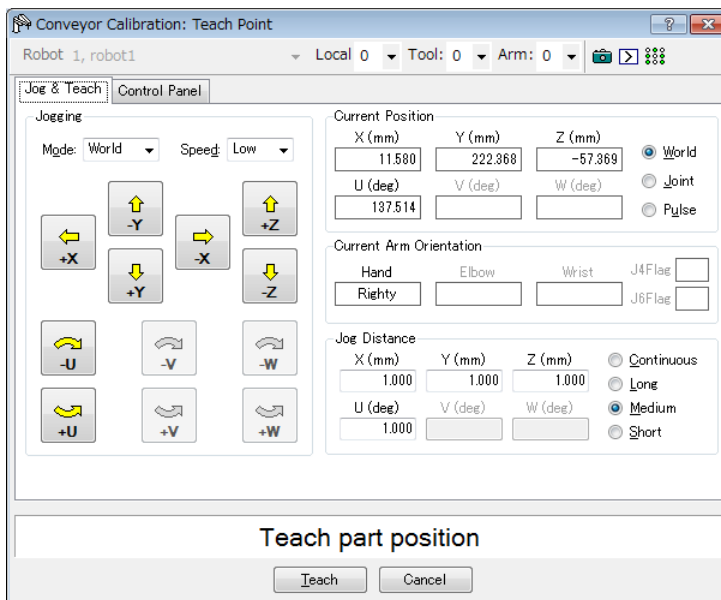 Conveyor Calibration: Teach Point
Robot 1, robot1 Local 0 Tool: 0 Arm: 0
Jog & Teach Control Panel
Jogging
Mode: World Speed: Low
-Y +Z
+X -X
+Y -Z
-U -V -W
+U +V +W
Current Position
X (mm) Y (mm) Z (mm)
11.580 222.368 -57.369
U (deg) V (deg) W (deg)
137.514
World
Joint
Pulse
Current Arm Orientation
Hand Elbow Wrist J4Flag
Righty J6Flag
Jog Distance
X (mm) Y (mm) Z (mm)
1.000 1.000 1.000
U (deg) V (deg) W (deg)
1.000
Continuous
Long
Medium
Short
Teach part position
Teach Cancel